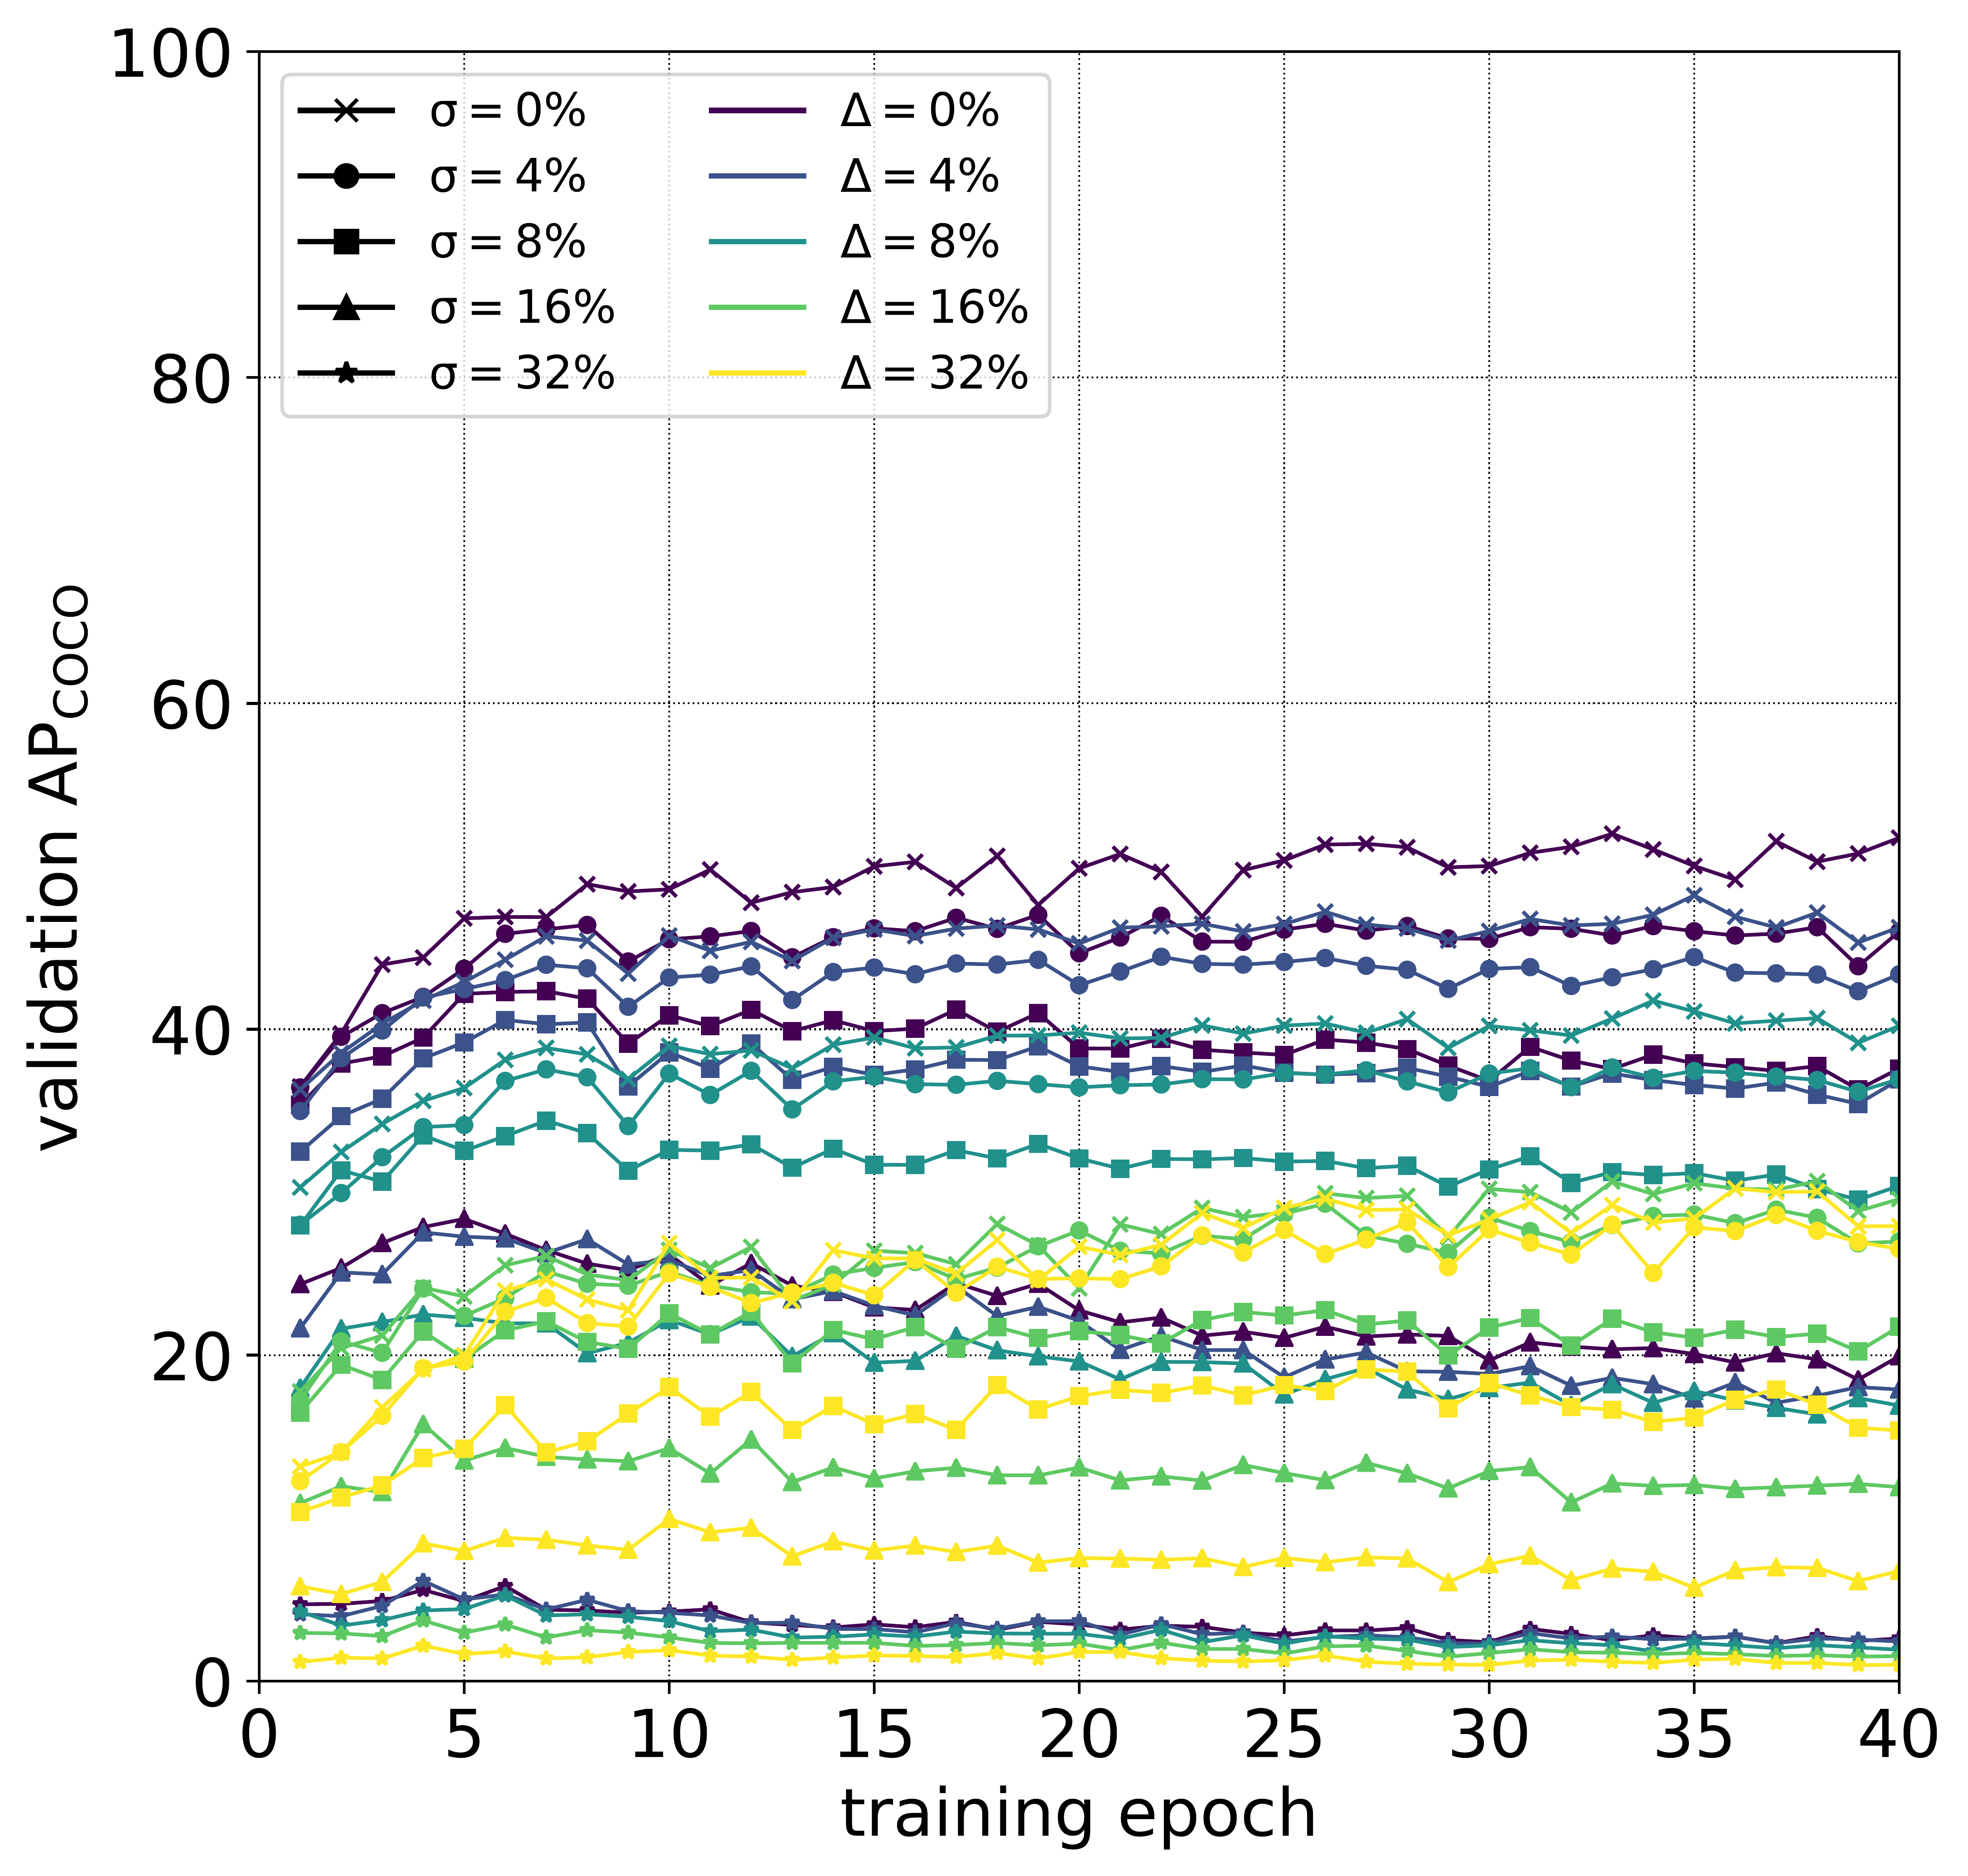 100
80
60
40
20
0
validation AP_COCO
σ = 0%
σ = 4%
σ = 8%
σ = 16%
σ = 32%
Δ = 0%
Δ = 4%
Δ = 8%
Δ = 16%
Δ = 32%
0 5 10 15 20 25 30 35 40
training epoch